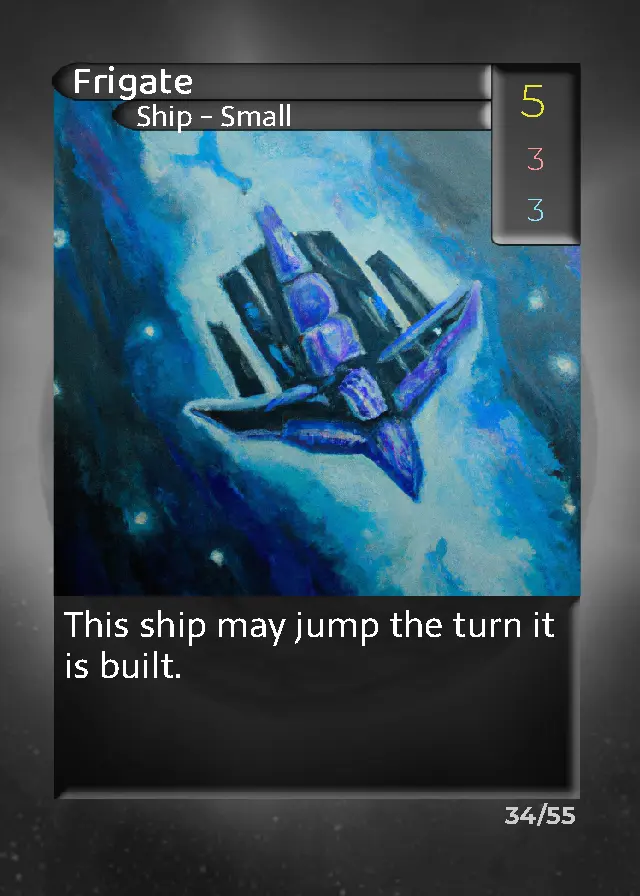 Frigate
Ship – Small
5
3
3
This ship may jump the turn it
is built.
34/55